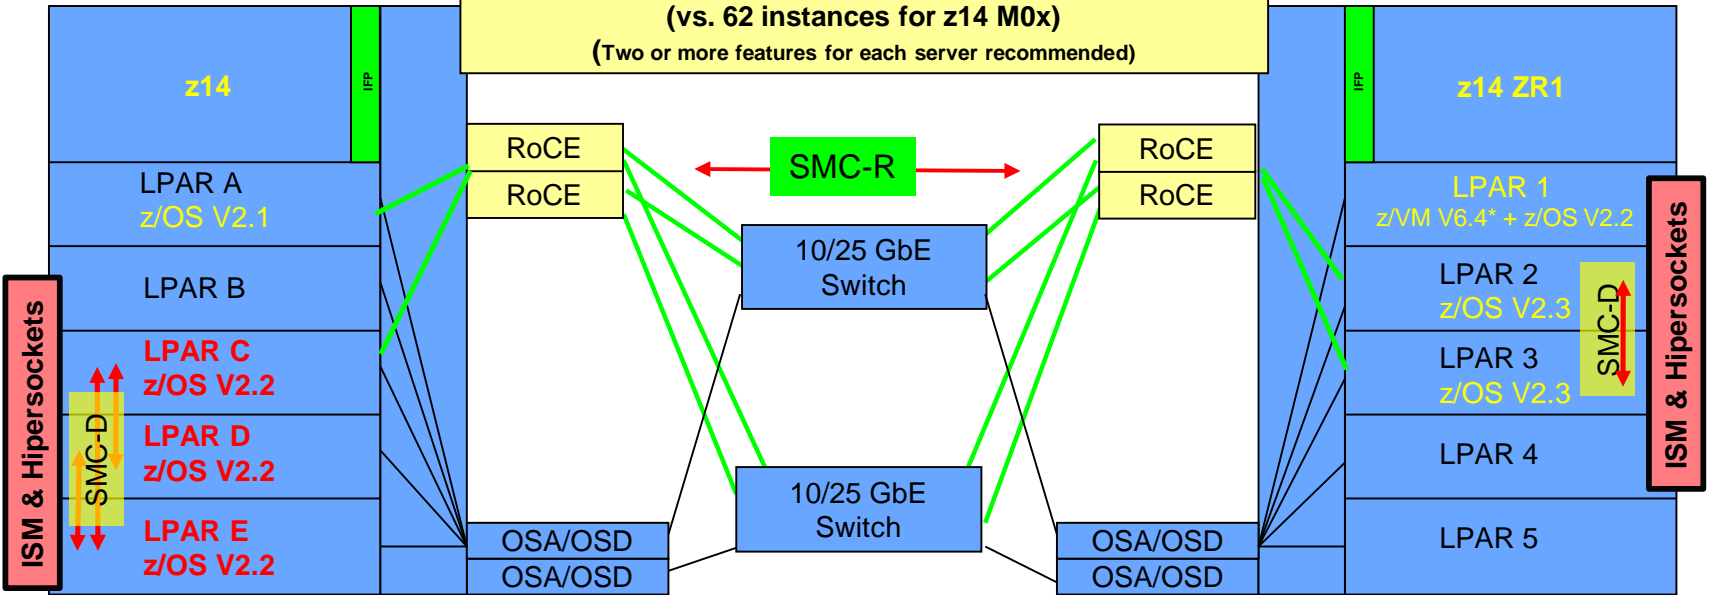 (vs. 62 instances for z14 M0x)
(Two or more features for each server recommended)
z14
IFP
LPAR A
z/OS V2.1
LPAR B
LPAR C
z/OS V2.2
LPAR D
z/OS V2.2
LPAR E
z/OS V2.2
ISM & Hipersockets
SMC-D
RoCE
RoCE
SMC-R
10/25 GbE
Switch
10/25 GbE
Switch
OSA/OSD
OSA/OSD
RoCE
RoCE
OSA/OSD
OSA/OSD
IFP
z14 ZR1
LPAR 1
z/VM V6.4* + z/OS V2.2
LPAR 2
z/OS V2.3
LPAR 3
z/OS V2.3
LPAR 4
LPAR 5
SMC-D
ISM & Hipersockets